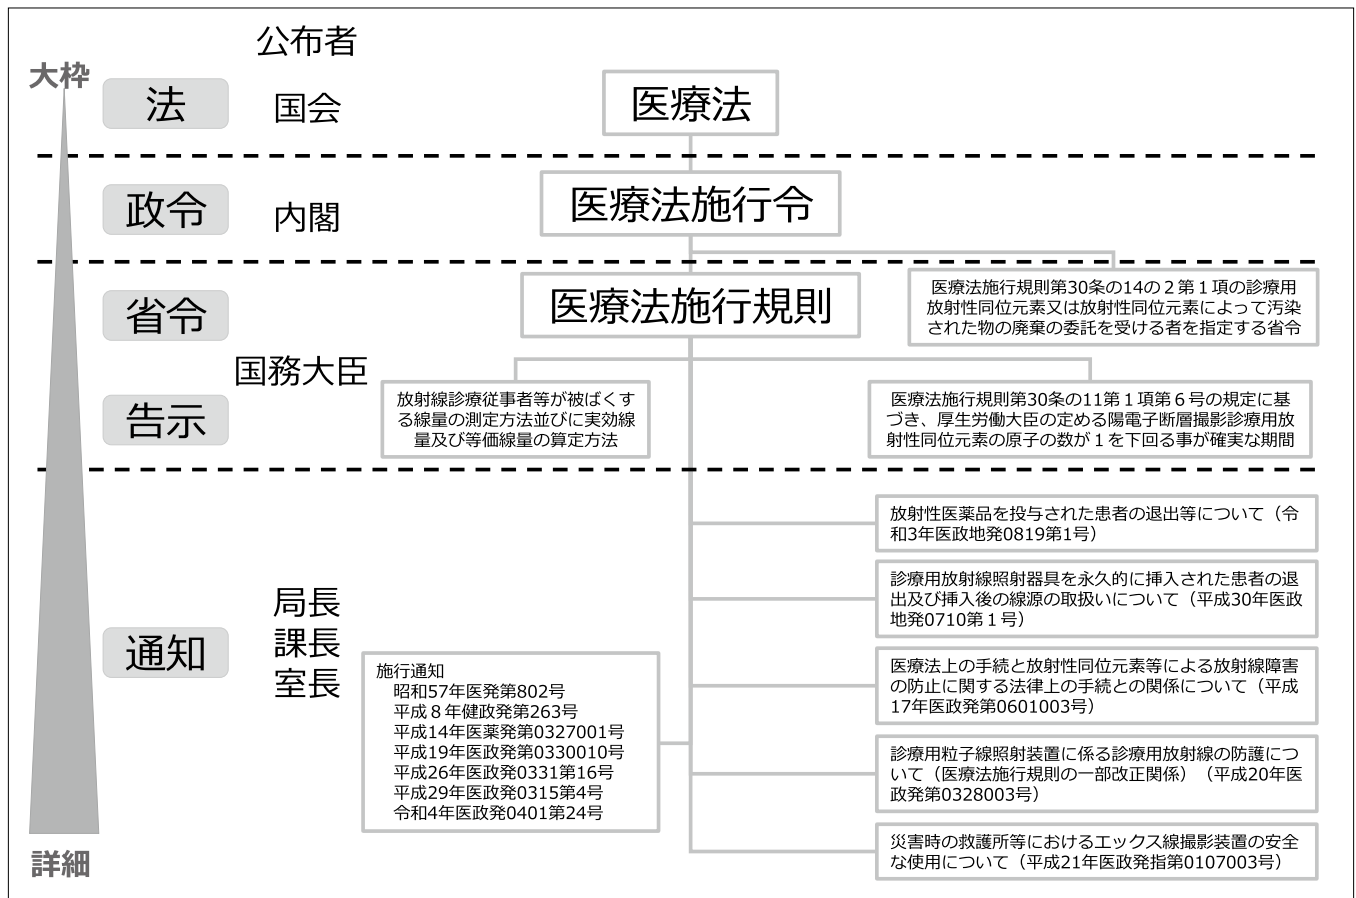 公布者
大枠
法
国会
医療法
政令
内閣
医療法施行令
省令
医療法施行規則
医療法施行規則第30条の14の２第１項の診療用
放射性同位元素又は放射性同位元素によって汚染
された物の廃棄の委託を受ける者を指定する省令
国務大臣
告示
放射線診療従事者等が被ばくす
る線量の測定方法並びに実効線
量及び等価線量の算定方法
医療法施行規則第30条の11第１項第６号の規定に基
づき、厚生労働大臣の定める陽電子断層撮影診療用放
射性同位元素の原子の数が１を下回る事が確実な期間
通知
局長
課長
室長
施行通知
昭和57年医発第802号
平成８年健政発第263号
平成14年医薬発第0327001号
平成19年医政発第0330010号
平成26年医政発0331第16号
平成29年医政発0315第4号
令和4年医政発0401第24号
放射性医薬品を投与された患者の退出等について（令
和3年医政地発0819第1号）
診療用放射線照射器具を永久的に挿入された患者の退
出及び挿入後の線源の取扱いについて（平成30年医政
地発0710第１号）
医療法上の手続と放射性同位元素等による放射線障害
の防止に関する法律上の手続との関係について（平成
17年医政発第0601003号）
診療用粒子線照射装置に係る診療用放射線の防護につ
いて（医療法施行規則の一部改正関係）（平成20年医
政発第0328003号）
災害時の救護所等におけるエックス線撮影装置の安全
な使用について（平成21年医政発指第0107003号）
詳細